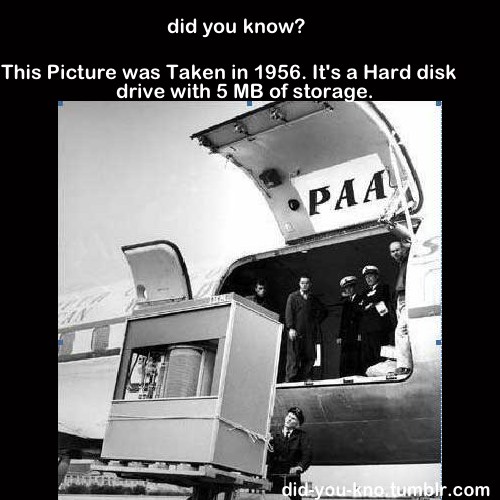 did you know?
This Picture was Taken in 1956. It's a Hard disk
drive with 5 MB of storage.
PAA
did-you-kno.tumblr.com